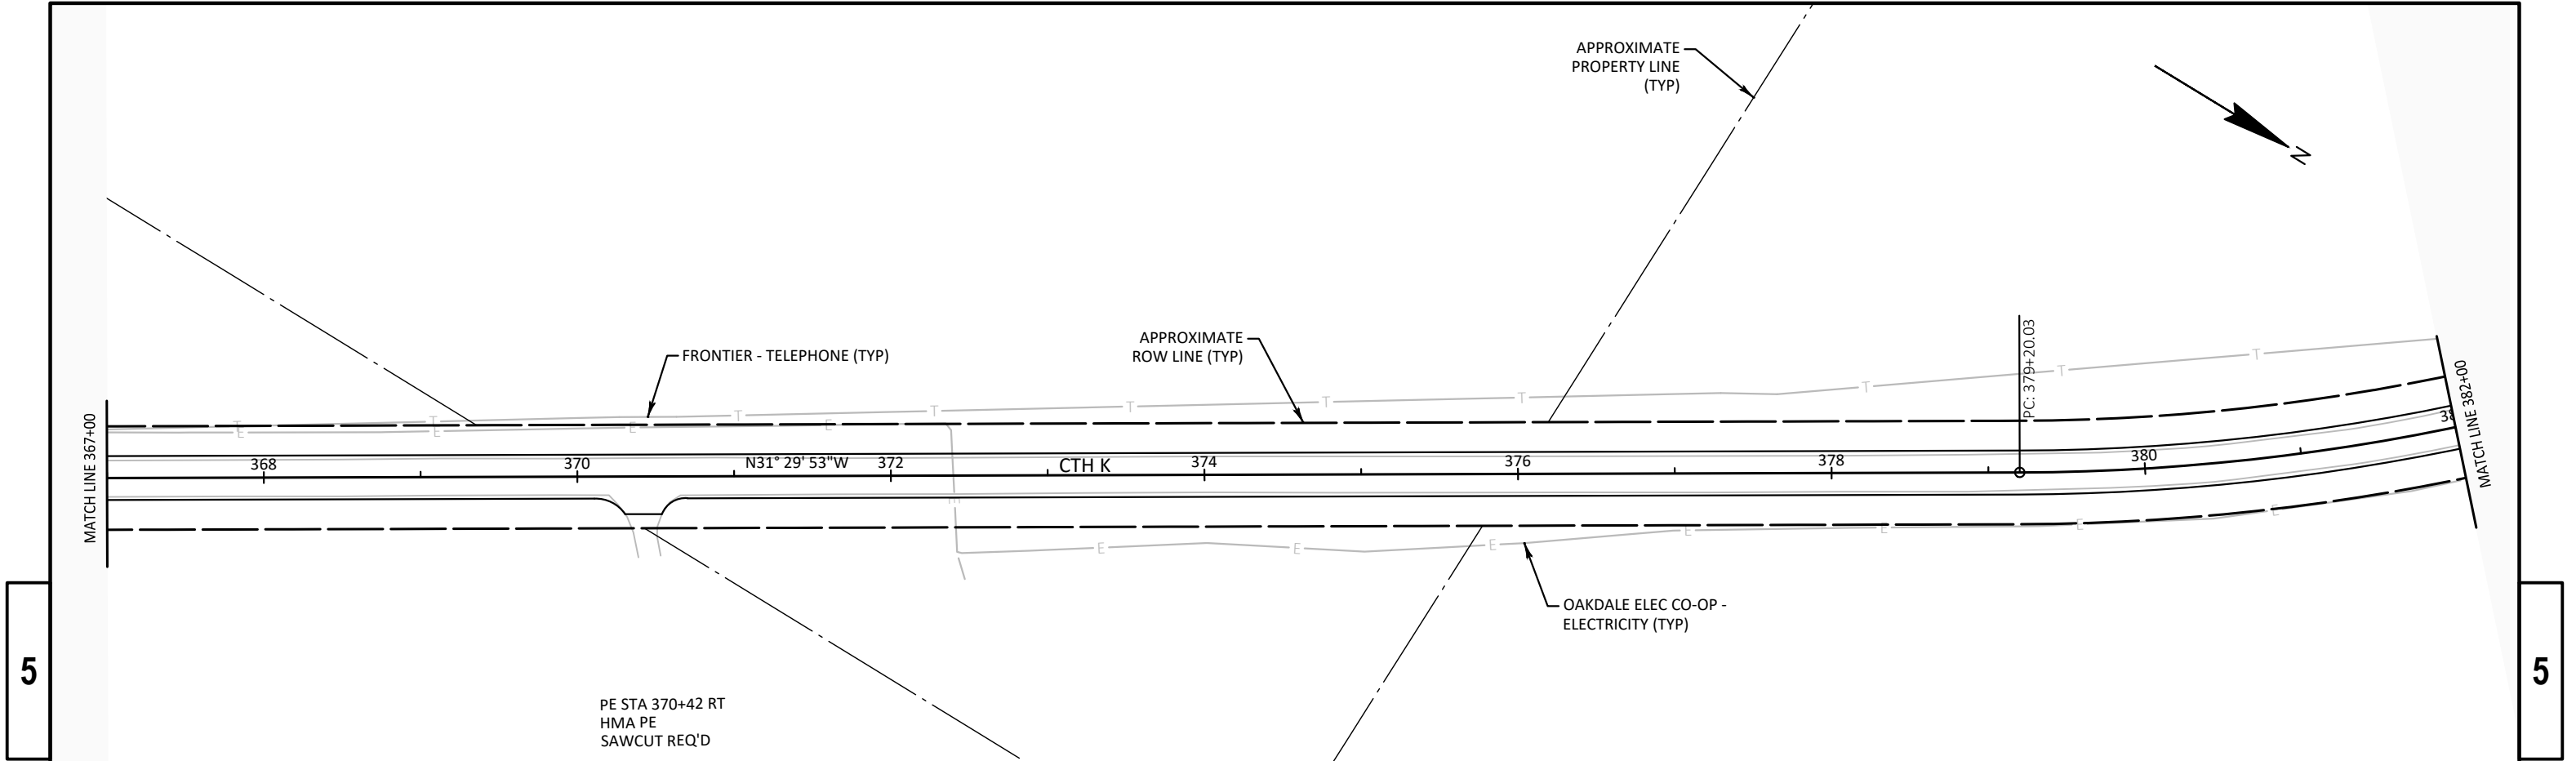 APPROXIMATE
PROPERTY LINE
(TYP)
N
FRONTIER - TELEPHONE (TYP)
APPROXIMATE
ROW LINE (TYP)
PC: 379+20.03
MATCH LINE 367+00
MATCH LINE 382+00
T
T
T
T
T
T
T
T
T
T
T
E
E
E
E
368
370
N31° 29' 53"W
372
CTH K
374
376
378
380
E
E
E
E
E
E
E
E
OAKDALE ELEC CO-OP -
ELECTRICITY (TYP)
PE STA 370+42 RT
HMA PE
SAWCUT REQ'D
5
5